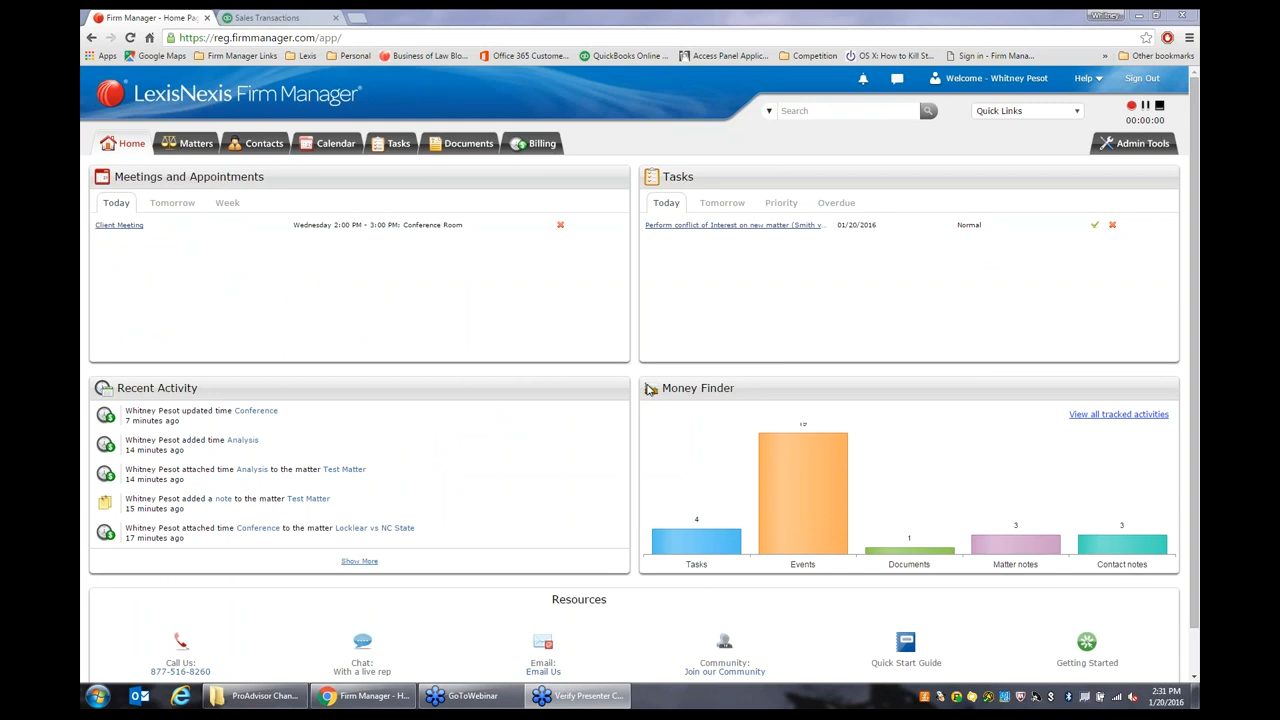 Firm Manager - Home Pa
Sales Transactions
Whitney
https://reg.firmmanager.com/app/
Apps
Google Maps
Firm Manager Links
Lexis
Personal
Business of Law Blo...
Office 365 Custome...
QuickBooks Online ...
Access Panel Applic...
Competition
OS X: How to Kill St...
Sign in - Firm Mana...
»
Other bookmarks
LexisNexis Firm Manager®
Welcome - Whitney Pesot
Help
Sign Out
Search
Quick Links
00:00:00
Home
Matters
Contacts
Calendar
Tasks
Documents
Billing
Admin Tools
Meetings and Appointments
Today Tomorrow Week
Client Meeting Wednesday 2:00 PM - 3:00 PM; Conference Room
Tasks
Today Tomorrow Priority Overdue
Perform conflict of Interest on new matter (Smith v... 01/20/2016 Normal
Recent Activity
Whitney Pesot updated time Conference
7 minutes ago
Whitney Pesot added time Analysis
14 minutes ago
Whitney Pesot attached time Analysis to the matter Test Matter
14 minutes ago
Whitney Pesot added a note to the matter Test Matter
15 minutes ago
Whitney Pesot attached time Conference to the matter Locklear vs NC State
17 minutes ago
Show More
Money Finder
View all tracked activities
4
1
3
3
Tasks
Events
Documents
Matter notes
Contact notes
Resources
Call Us:
877-516-8260
Chat:
With a live rep
Email:
Email Us
Community:
Join our Community
Quick Start Guide
Getting Started
ProAdvisor Chan...
Firm Manager - H...
GoToWebinar
Verify Presenter C...
2:31 PM
1/20/2016